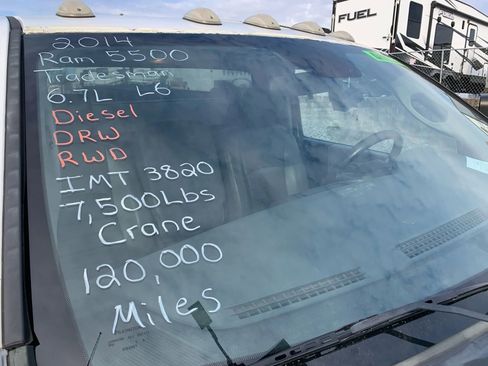 2014
Ram 5500
Tradesman
6.7L L6
Diesel
DRW
RWD
IMT 3820
7,500Lbs
Crane
120,000
Miles
FUEL